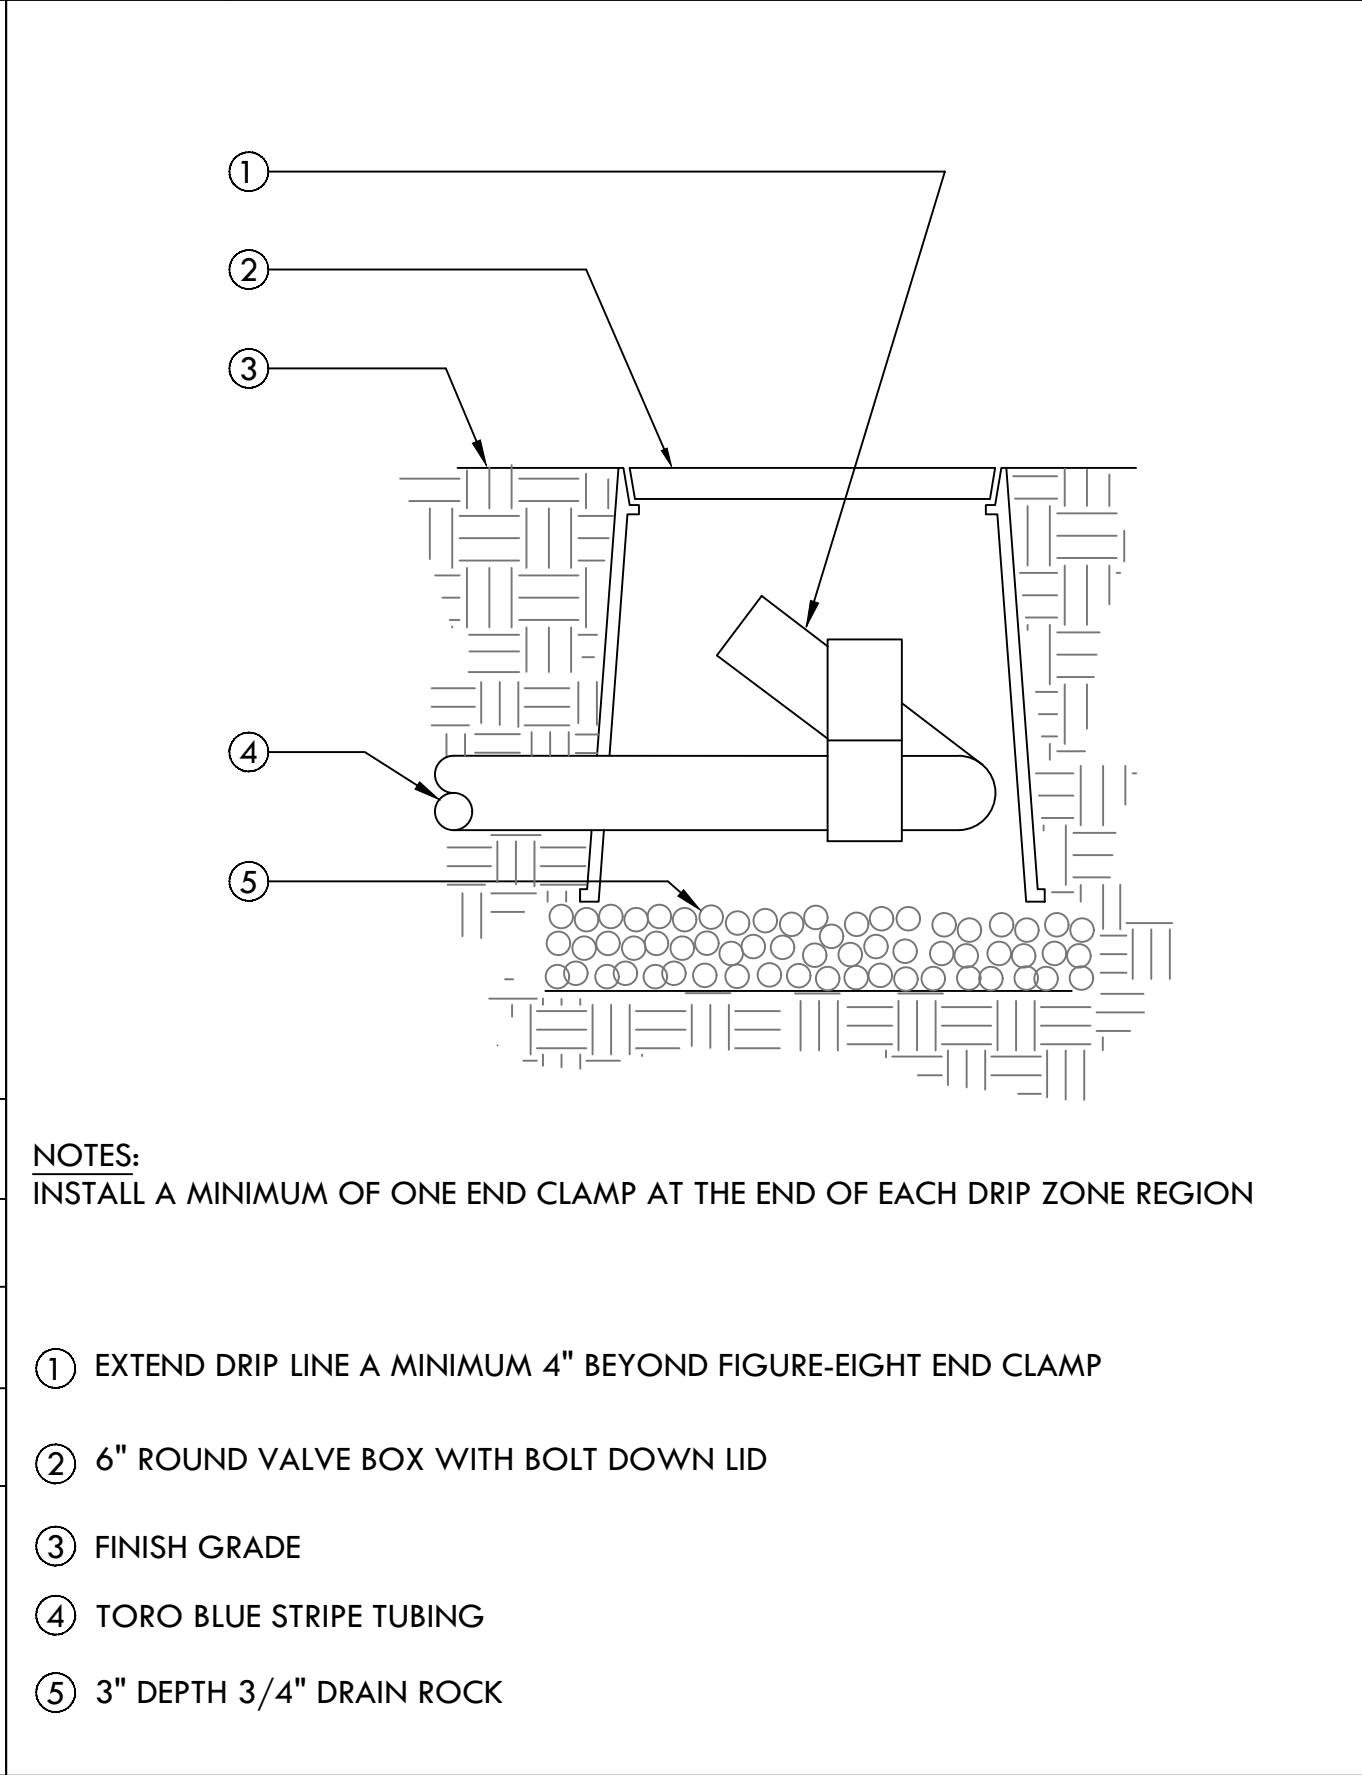 1
2
3
4
5
NOTES:
INSTALL A MINIMUM OF ONE END CLAMP AT THE END OF EACH DRIP ZONE REGION
1 EXTEND DRIP LINE A MINIMUM 4" BEYOND FIGURE-EIGHT END CLAMP
2 6" ROUND VALVE BOX WITH BOLT DOWN LID
3 FINISH GRADE
4 TORO BLUE STRIPE TUBING
5 3" DEPTH 3/4" DRAIN ROCK